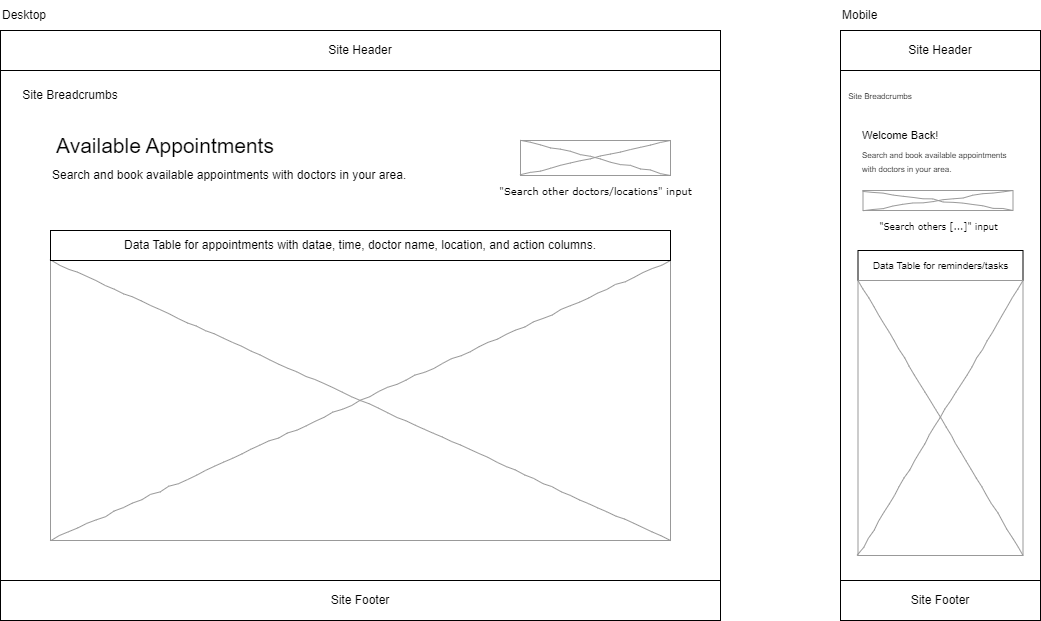 Desktop
Site Header
Site Breadcrumbs
Available Appointments
Search and book available appointments with doctors in your area.
"Search other doctors/locations" input
Data Table for appointments with datae, time, doctor name, location, and action columns.
Site Footer
Mobile
Site Header
Site Breadcrumbs
Welcome Back!
Search and book available appointments
with doctors in your area.
"Search others [...]" input
Data Table for reminders/tasks
Site Footer